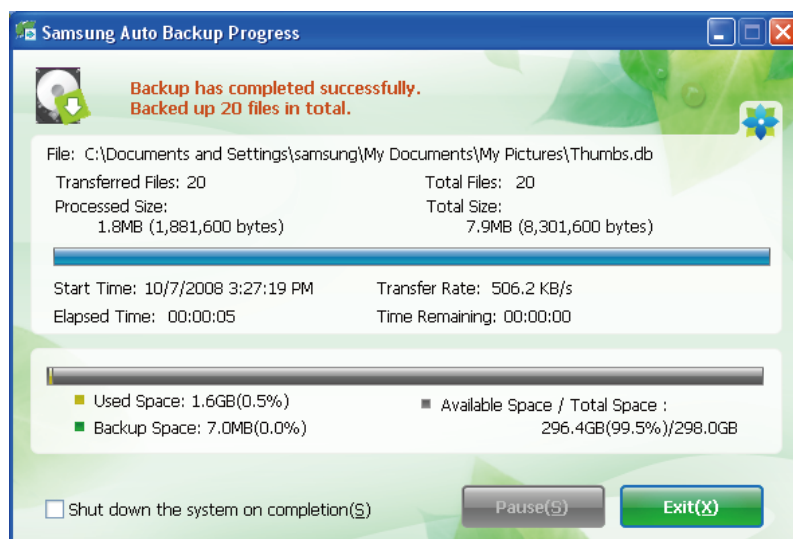 Samsung Auto Backup Progress
Backup has completed successfully.
Backed up 20 files in total.
File: C:\Documents and Settings\samsung\My Documents\My Pictures\Thumbs.db
Transferred Files: 20 Total Files: 20
Processed Size: Total Size:
1.8MB (1,881,600 bytes) 7.9MB (8,301,600 bytes)
Start Time: 10/7/2008 3:27:19 PM Transfer Rate: 506.2 KB/s
Elapsed Time: 00:00:05 Time Remaining: 00:00:00
Used Space: 1.6GB(0.5%) Available Space / Total Space :
Backup Space: 7.0MB(0.0%) 296.4GB(99.5%)/298.0GB
Shut down the system on completion(S) Pause(S) Exit(X)